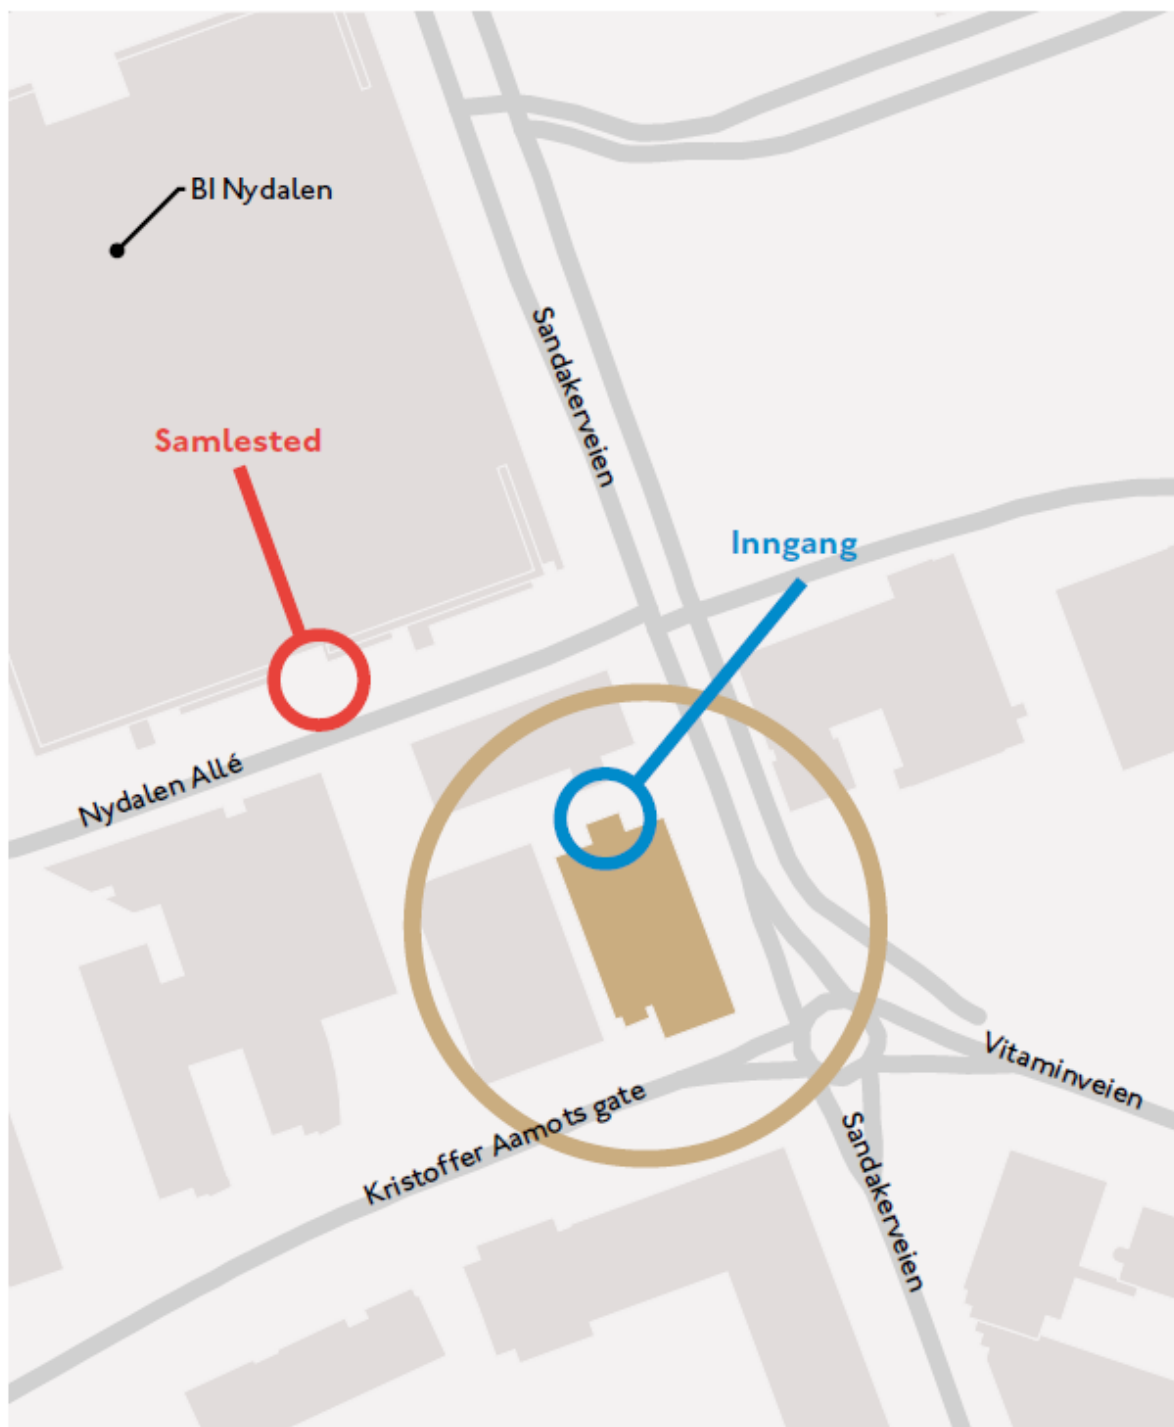 BI Nydalen
Sandakerveien
Samlested
Inngang
Nydalen Allé
Vitaminveien
Kristoffer Aamots gate
Sandakerveien